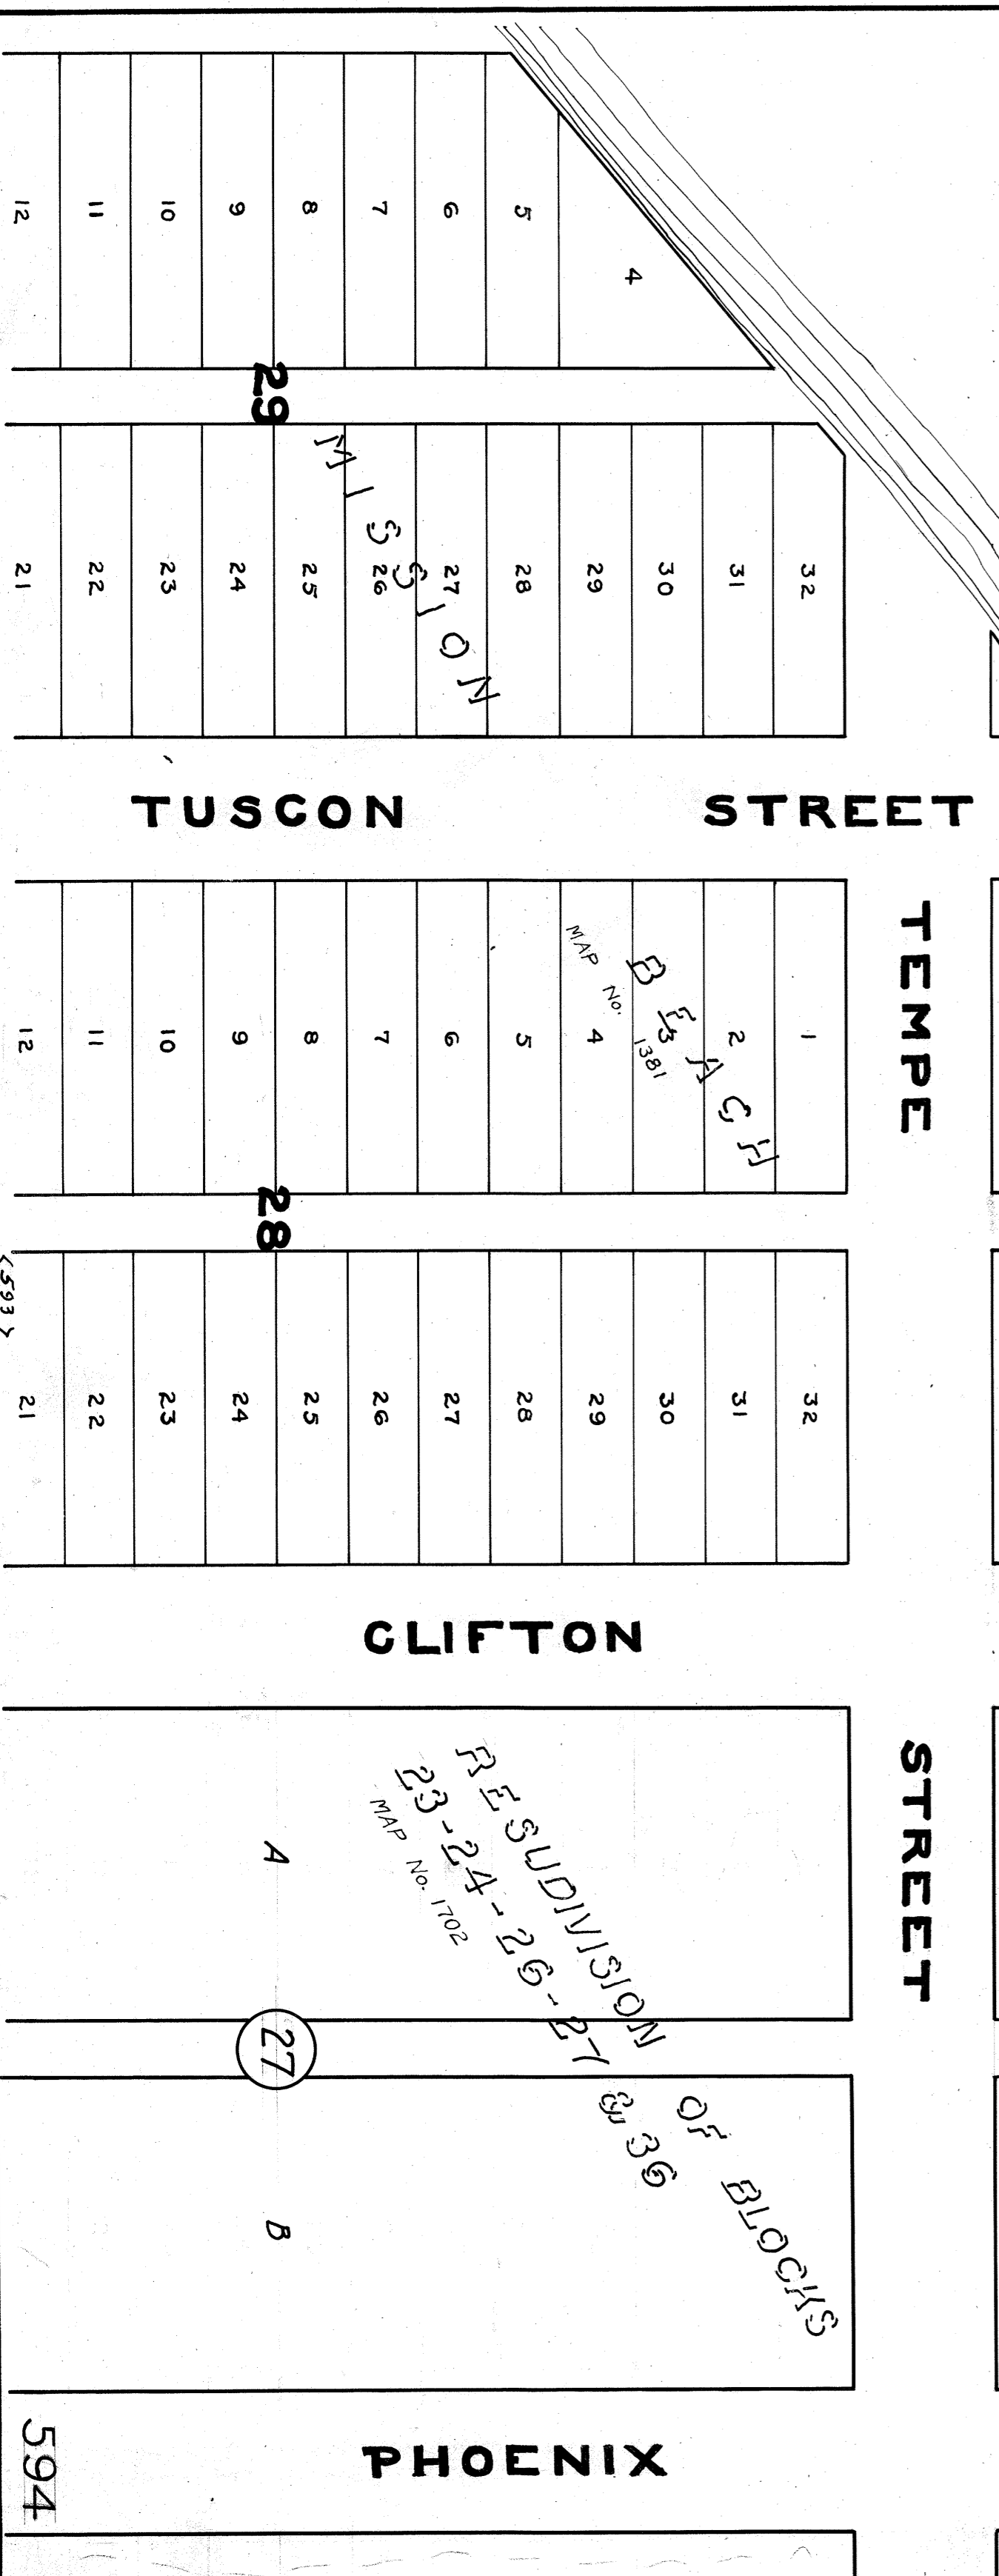 12 11 10 9 8 7 6 5 4
29
MISSION
21 22 23 24 25 26 27 28 29 30 31 32
TUSCON STREET
TEMPE STREET
BEACH
MAP No. 1381
12 11 10 9 8 7 6 5 4 3 2 1
28
<593>
21 22 23 24 25 26 27 28 29 30 31 32
CLIFTON
RESUDIVISION OF BLOCKS
23-24-26-27 & 36
MAP No. 1702
A
27
B
594
PHOENIX